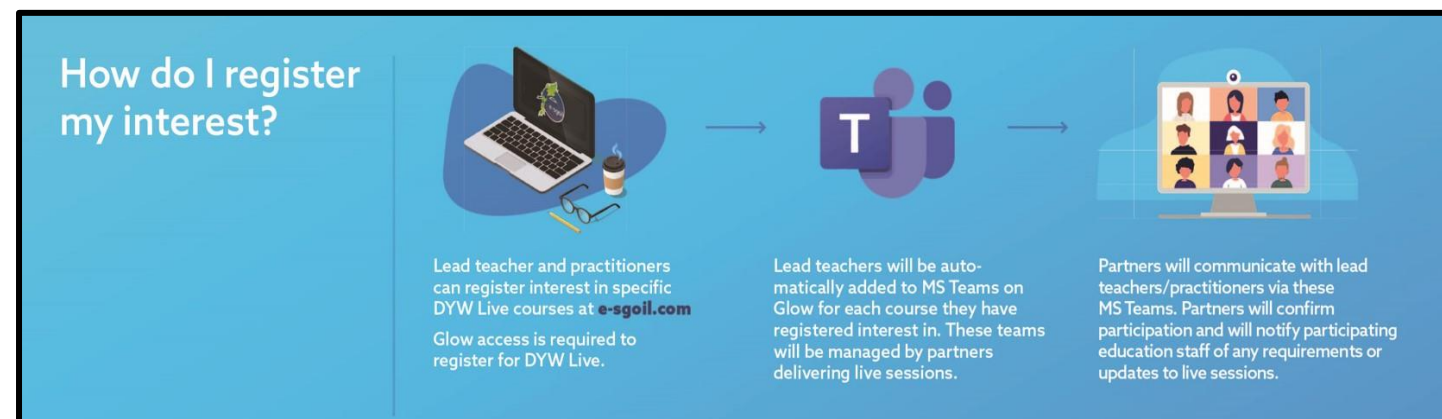 How do I register
my interest?
e-sgoil
T
Lead teacher and practitioners
can register interest in specific
DYW Live courses at e-sgoil.com
Glow access is required to
register for DYW Live.
Lead teachers will be auto-
matically added to MS Teams on
Glow for each course they have
registered interest in. These teams
will be managed by partners
delivering live sessions.
Partners will communicate with lead
teachers/practitioners via these
MS Teams. Partners will confirm
participation and will notify participating
education staff of any requirements or
updates to live sessions.